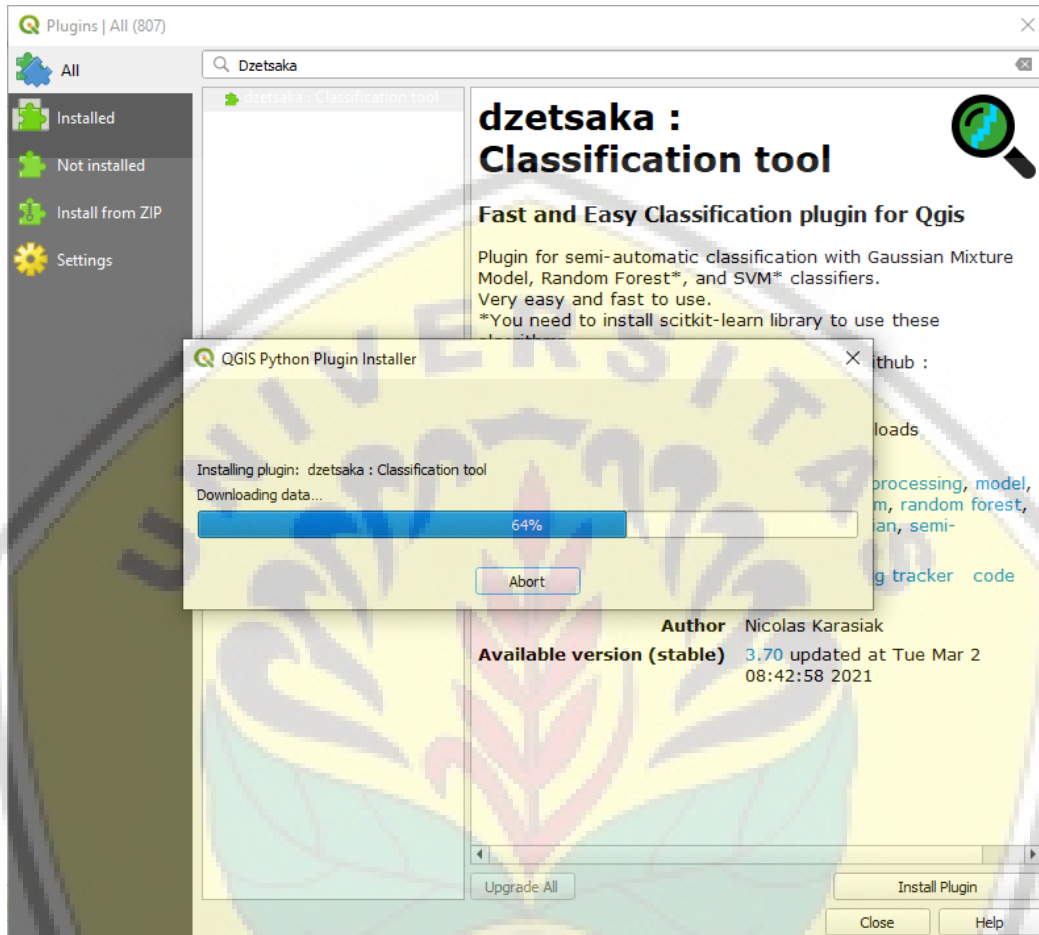 Plugins | All (807)
All
Installed
Not installed
Install from ZIP
Settings
Dzetsaka
dzetsaka : Classification tool
dzetsaka :
Classification tool
Fast and Easy Classification plugin for Qgis
Plugin for semi-automatic classification with Gaussian Mixture
Model, Random Forest*, and SVM* classifiers.
Very easy and fast to use.
*You need to install scitkit-learn library to use these
ithub :
loads
processing, model,
m, random forest,
ian, semi-
g tracker code
Author Nicolas Karasiak
Available version (stable) 3.70 updated at Tue Mar 2
08:42:58 2021
QGIS Python Plugin Installer
Installing plugin: dzetsaka : Classification tool
Downloading data...
64%
Abort
Upgrade All
Install Plugin
Close
Help
UNIVERSITAS